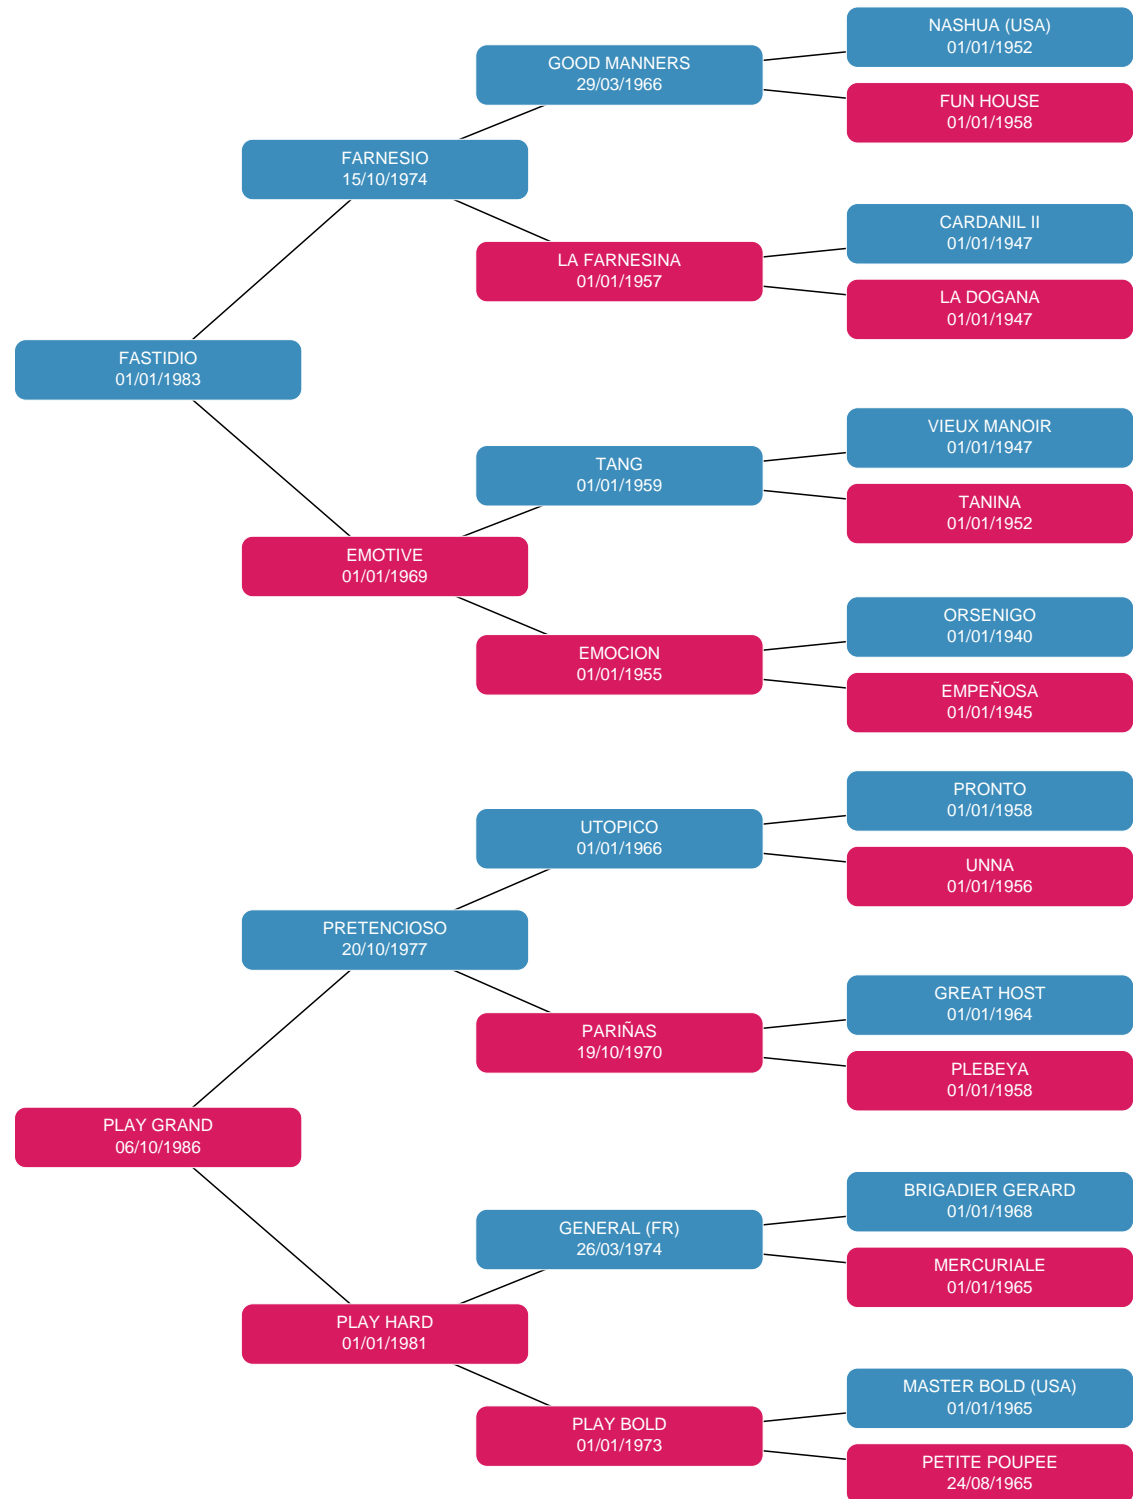 NASHUA (USA)
01/01/1952
GOOD MANNERS
29/03/1966
FUN HOUSE
01/01/1958
FARNESIO
15/10/1974
CARDANIL II
01/01/1947
LA FARNESINA
01/01/1957
LA DOGANA
01/01/1947
FASTIDIO
01/01/1983
VIEUX MANOIR
01/01/1947
TANG
01/01/1959
TANINA
01/01/1952
EMOTIVE
01/01/1969
ORSENIGO
01/01/1940
EMOCION
01/01/1955
EMPEÑOSA
01/01/1945
PRONTO
01/01/1958
UTOPICO
01/01/1966
UNNA
01/01/1956
PRETENCIOSO
20/10/1977
GREAT HOST
01/01/1964
PARIÑAS
19/10/1970
PLEBEYA
01/01/1958
PLAY GRAND
06/10/1986
BRIGADIER GERARD
01/01/1968
GENERAL (FR)
26/03/1974
MERCURIALE
01/01/1965
PLAY HARD
01/01/1981
MASTER BOLD (USA)
01/01/1965
PLAY BOLD
01/01/1973
PETITE POUPEE
24/08/1965